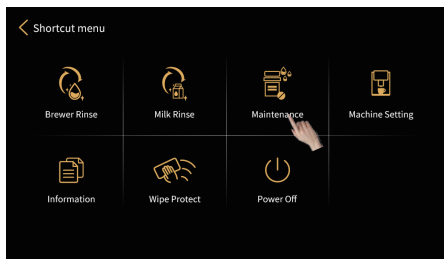 Shortcut menu
Brewer Rinse
Milk Rinse
Maintenance
Machine Setting
Information
Wipe Protect
Power Off